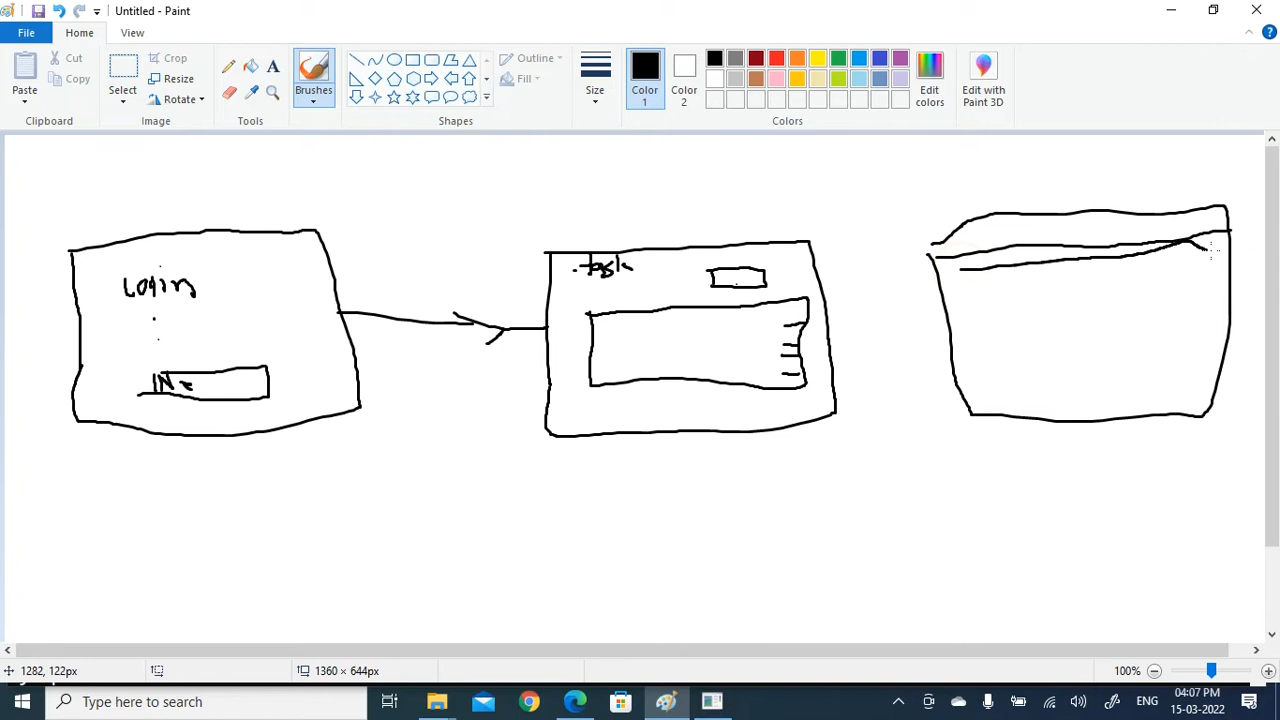 Untitled - Paint
File
Home
View
Paste
Cut
Copy
Clipboard
Select
Crop
Resize
Rotate
Image
Tools
Brushes
Outline
Fill
Shapes
Size
Color 1
Color 2
Edit colors
Edit with Paint 3D
Colors
Login
task
IN
1282, 122px
1360 × 644px
100%
Type here to search
ENG
04:07 PM
15-03-2022